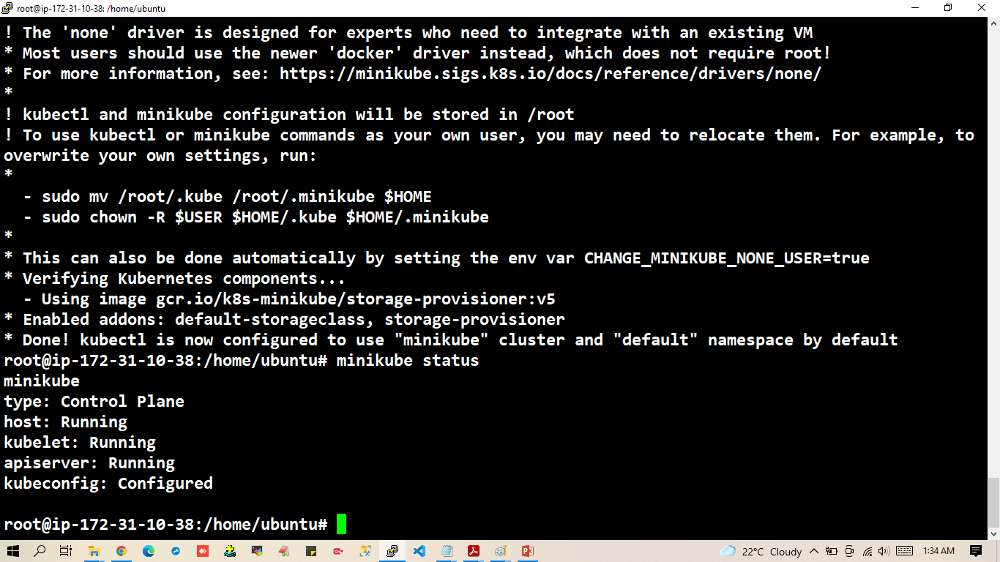 root@ip-172-31-10-38: /home/ubuntu
! The 'none' driver is designed for experts who need to integrate with an existing VM
* Most users should use the newer 'docker' driver instead, which does not require root!
* For more information, see: https://minikube.sigs.k8s.io/docs/reference/drivers/none/
*
! kubectl and minikube configuration will be stored in /root
! To use kubectl or minikube commands as your own user, you may need to relocate them. For example, to
overwrite your own settings, run:
*
  - sudo mv /root/.kube /root/.minikube $HOME
  - sudo chown -R $USER $HOME/.kube $HOME/.minikube
*
* This can also be done automatically by setting the env var CHANGE_MINIKUBE_NONE_USER=true
* Verifying Kubernetes components...
  - Using image gcr.io/k8s-minikube/storage-provisioner:v5
* Enabled addons: default-storageclass, storage-provisioner
* Done! kubectl is now configured to use "minikube" cluster and "default" namespace by default
root@ip-172-31-10-38:/home/ubuntu# minikube status
minikube
type: Control Plane
host: Running
kubelet: Running
apiserver: Running
kubeconfig: Configured

root@ip-172-31-10-38:/home/ubuntu#
22°C Cloudy 1:34 AM